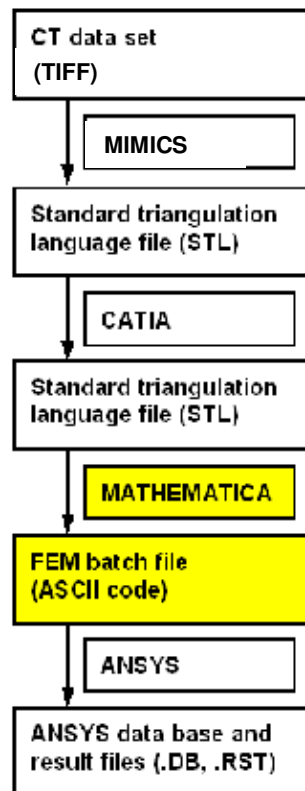 CT data set
(TIFF)
MIMICS
Standard triangulation
language file (STL)
CATIA
Standard triangulation
language file (STL)
MATHEMATICA
FEM batch file
(ASCII code)
ANSYS
ANSYS data base and
result files (.DB, .RST)